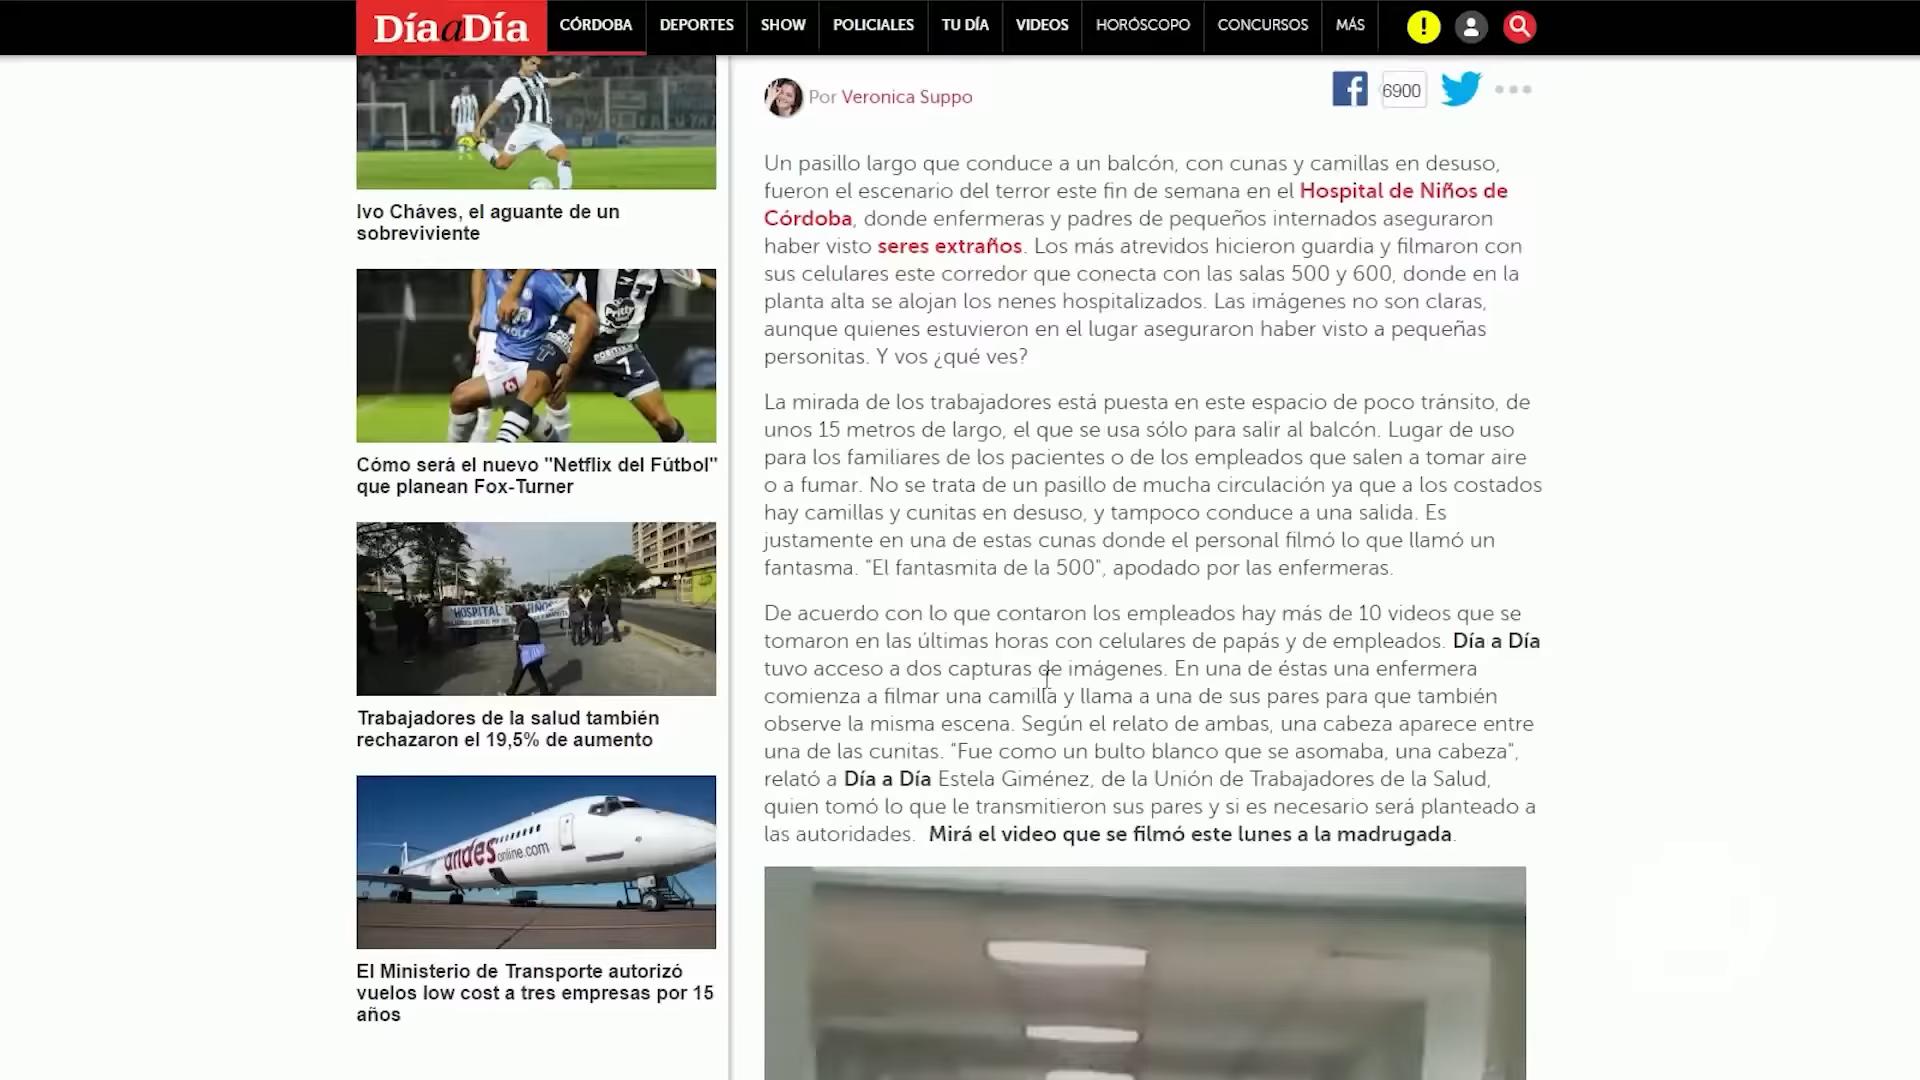 Día a Día
CÓRDOBA
DEPORTES
SHOW
POLICIALES
TU DÍA
VIDEOS
HORÓSCOPO
CONCURSOS
MÁS
Ivo Cháves, el aguante de un
sobreviviente
Cómo será el nuevo "Netflix del Fútbol"
que planean Fox-Turner
HOSPITAL DE NIÑOS
Trabajadores de la salud también
rechazaron el 19,5% de aumento
andes online.com
El Ministerio de Transporte autorizó
vuelos low cost a tres empresas por 15
años
Por Veronica Suppo
6900
Un pasillo largo que conduce a un balcón, con cunas y camillas en desuso,
fueron el escenario del terror este fin de semana en el Hospital de Niños de
Córdoba, donde enfermeras y padres de pequeños internados aseguraron
haber visto seres extraños. Los más atrevidos hicieron guardia y filmaron con
sus celulares este corredor que conecta con las salas 500 y 600, donde en la
planta alta se alojan los nenes hospitalizados. Las imágenes no son claras,
aunque quienes estuvieron en el lugar aseguraron haber visto a pequeñas
personitas. Y vos ¿qué ves?
La mirada de los trabajadores está puesta en este espacio de poco tránsito, de
unos 15 metros de largo, el que se usa sólo para salir al balcón. Lugar de uso
para los familiares de los pacientes o de los empleados que salen a tomar aire
o a fumar. No se trata de un pasillo de mucha circulación ya que a los costados
hay camillas y cunitas en desuso, y tampoco conduce a una salida. Es
justamente en una de estas cunas donde el personal filmó lo que llamó un
fantasma. "El fantasmita de la 500", apodado por las enfermeras.
De acuerdo con lo que contaron los empleados hay más de 10 videos que se
tomaron en las últimas horas con celulares de papás y de empleados. Día a Día
tuvo acceso a dos capturas de imágenes. En una de éstas una enfermera
comienza a filmar una camilla y llama a una de sus pares para que también
observe la misma escena. Según el relato de ambas, una cabeza aparece entre
una de las cunitas. "Fue como un bulto blanco que se asomaba, una cabeza",
relató a Día a Día Estela Giménez, de la Unión de Trabajadores de la Salud,
quien tomó lo que le transmitieron sus pares y si es necesario será planteado a
las autoridades. Mirá el video que se filmó este lunes a la madrugada.